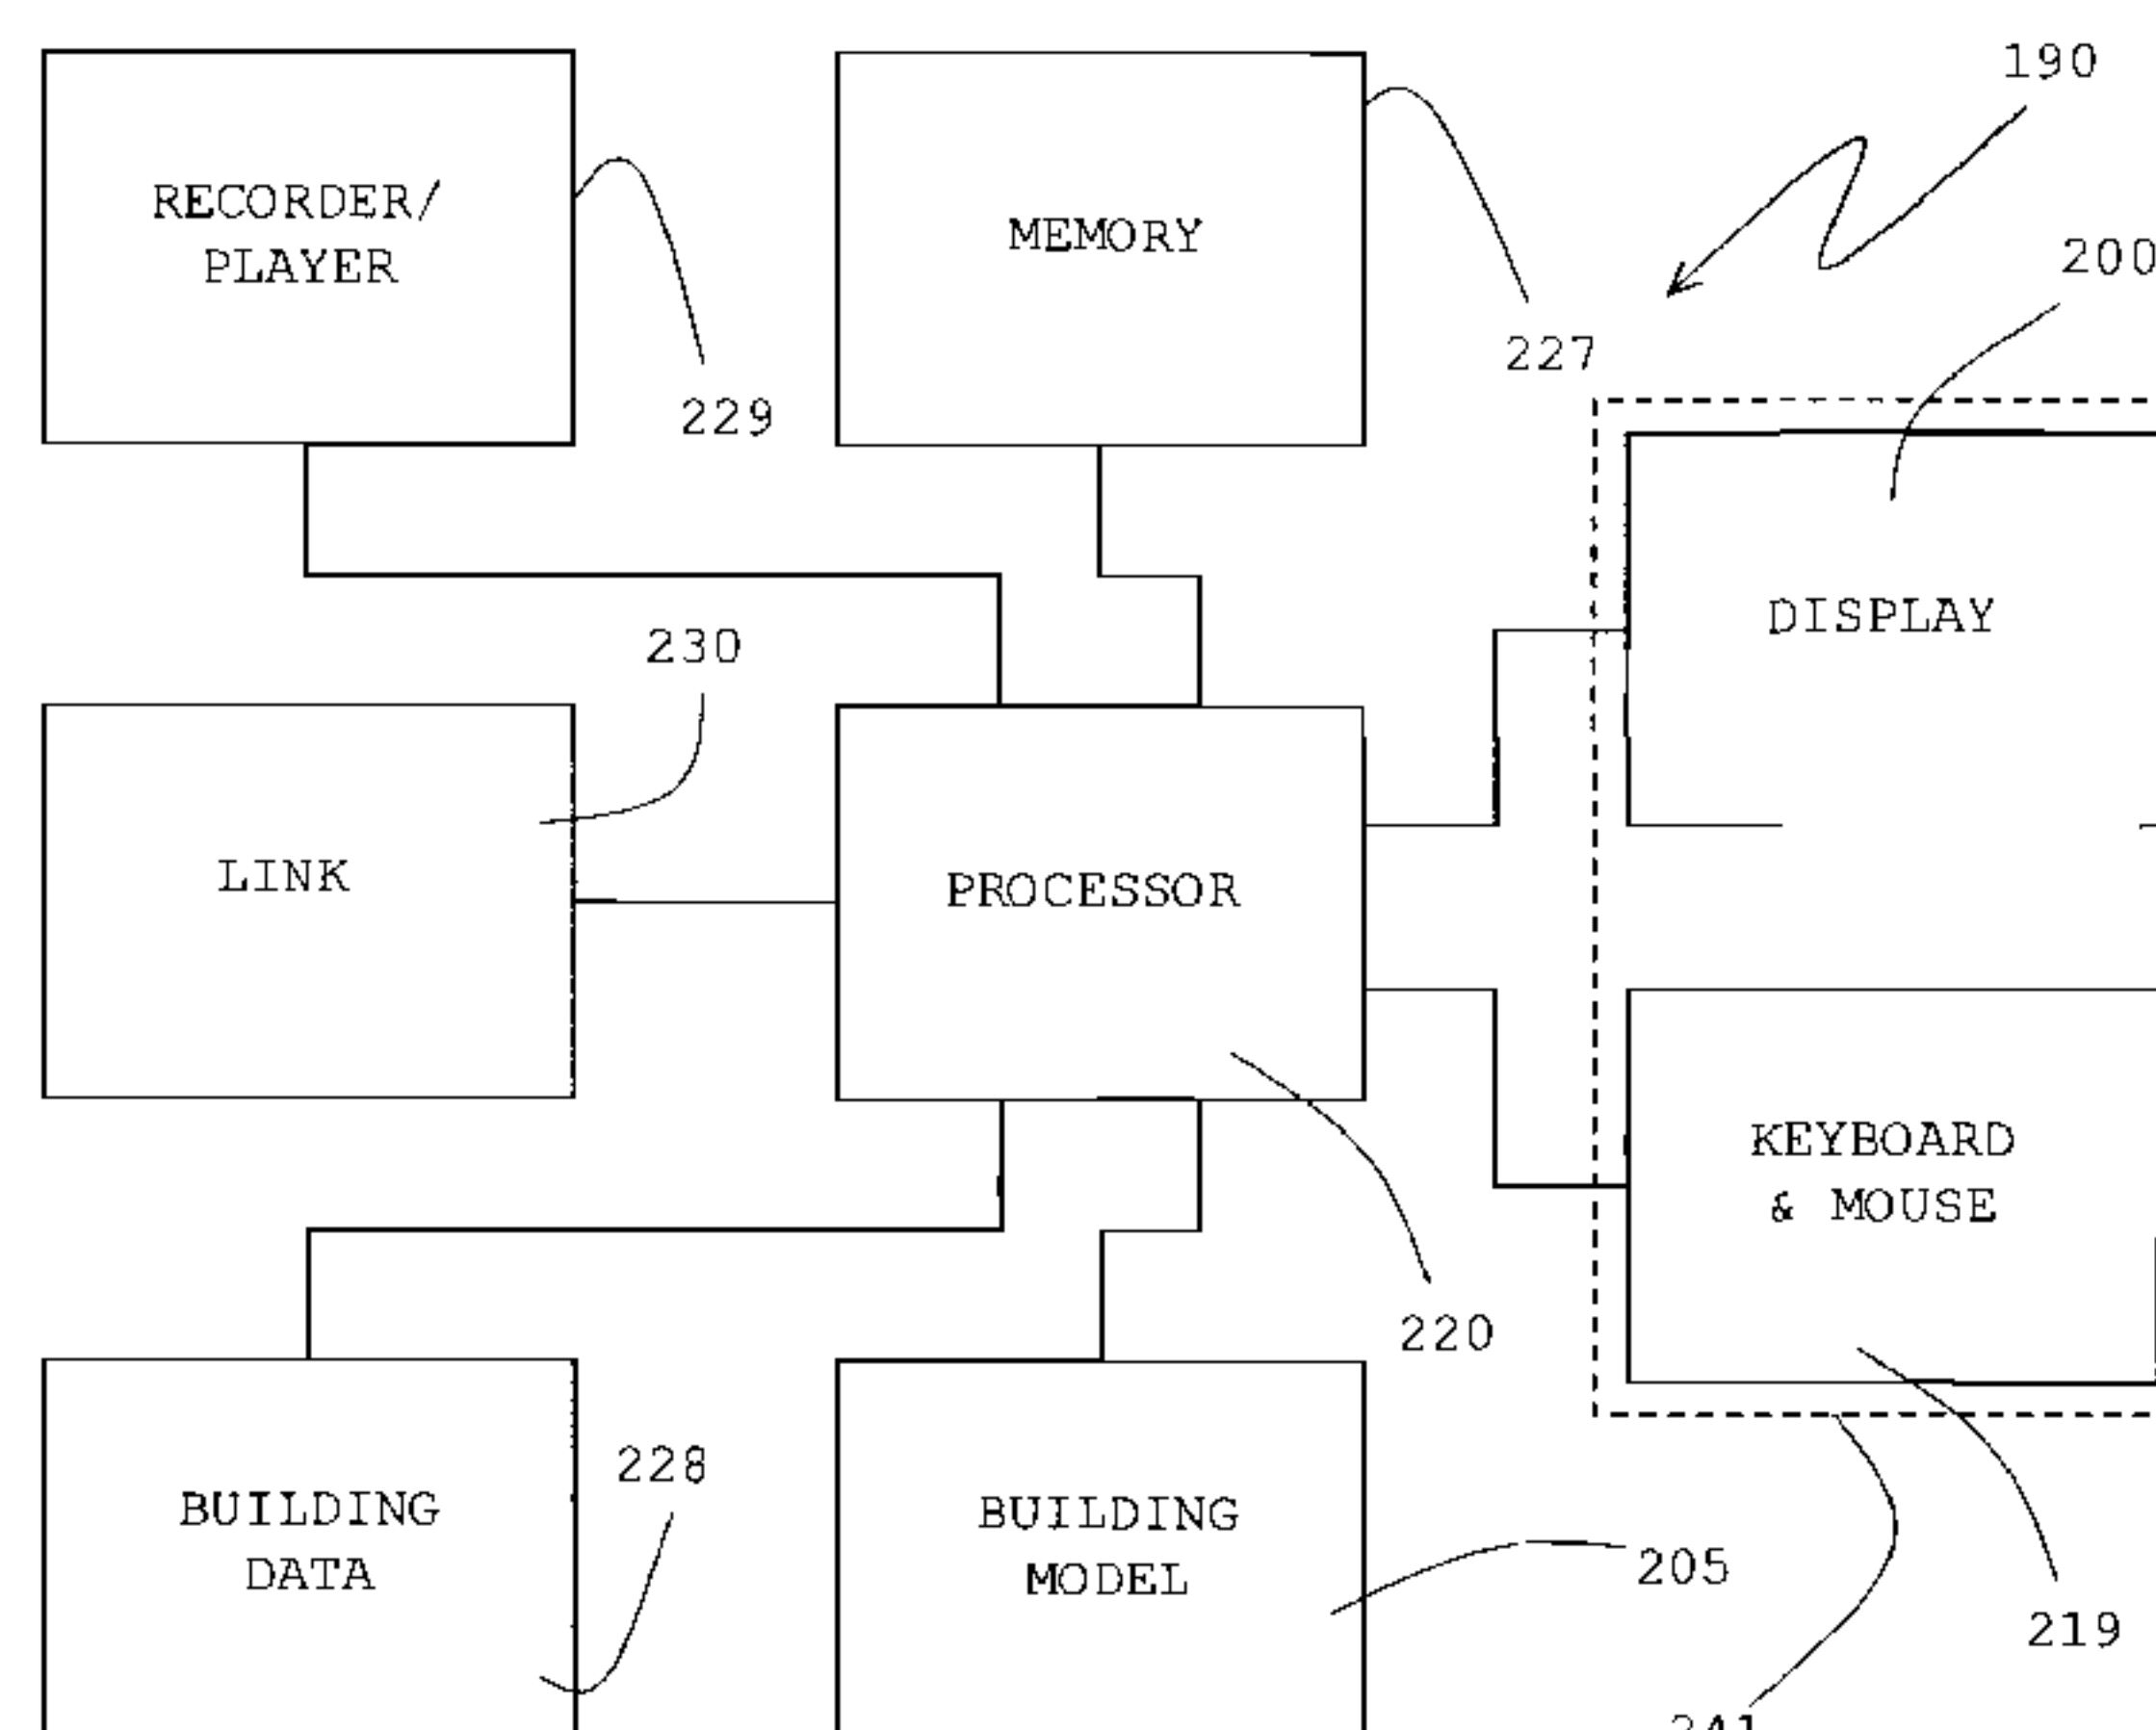 190
RECORDER/
PLAYER
MEMORY
200
227
229
DISPLAY
230
LINK
PROCESSOR
KEYBOARD
& MOUSE
220
228
BUILDING
DATA
BUILDING
MODEL
205
219
241